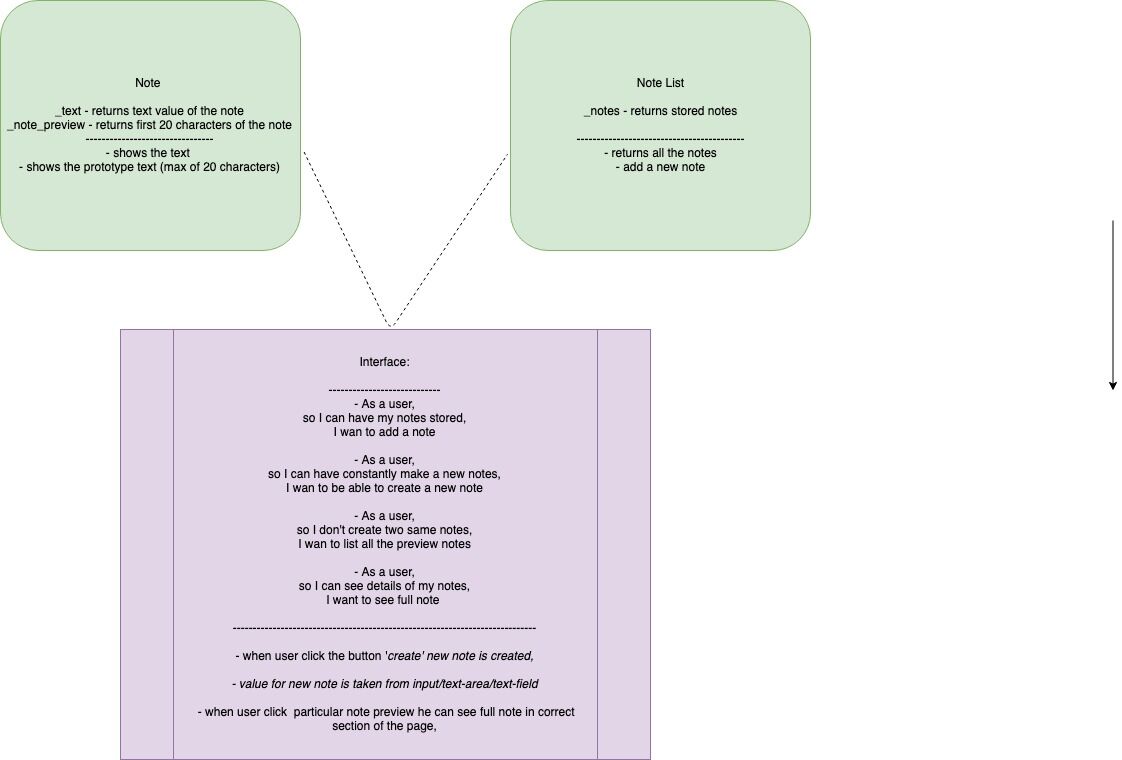 Note
_text - returns text value of the note
_note_preview - returns first 20 characters of the note
--------------------------------
- shows the text
- shows the prototype text (max of 20 characters)
Note List
_notes - returns stored notes
------------------------------------------
- returns all the notes
- add a new note
Interface:
----------------------------
- As a user,
so I can have my notes stored,
I wan to add a note
- As a user,
so I can have constantly make a new notes,
I wan to be able to create a new note
- As a user,
so I don't create two same notes,
I wan to list all the preview notes
- As a user,
so I can see details of my notes,
I want to see full note
----------------------------------------------------------------------------
- when user click the button 'create' new note is created,
- value for new note is taken from input/text-area/text-field
- when user click  particular note preview he can see full note in correct
section of the page,